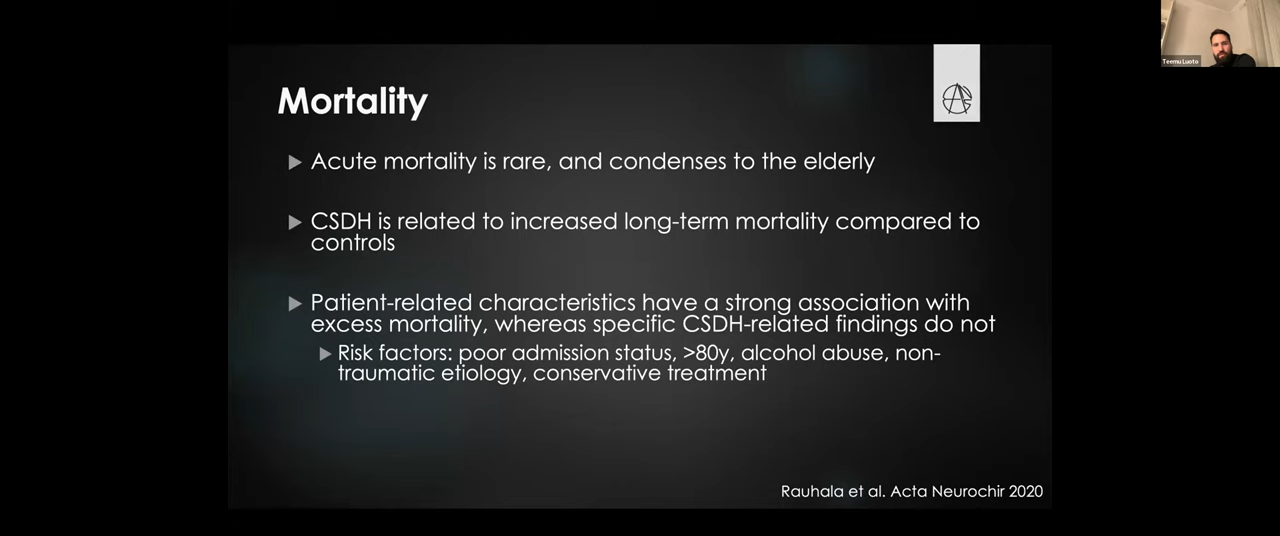 Teemu Luoto
Mortality
Acute mortality is rare, and condenses to the elderly
CSDH is related to increased long-term mortality compared to
controls
Patient-related characteristics have a strong association with
excess mortality, whereas specific CSDH-related findings do not
Risk factors: poor admission status, >80y, alcohol abuse, non-
traumatic etiology, conservative treatment
Rauhala et al. Acta Neurochir 2020